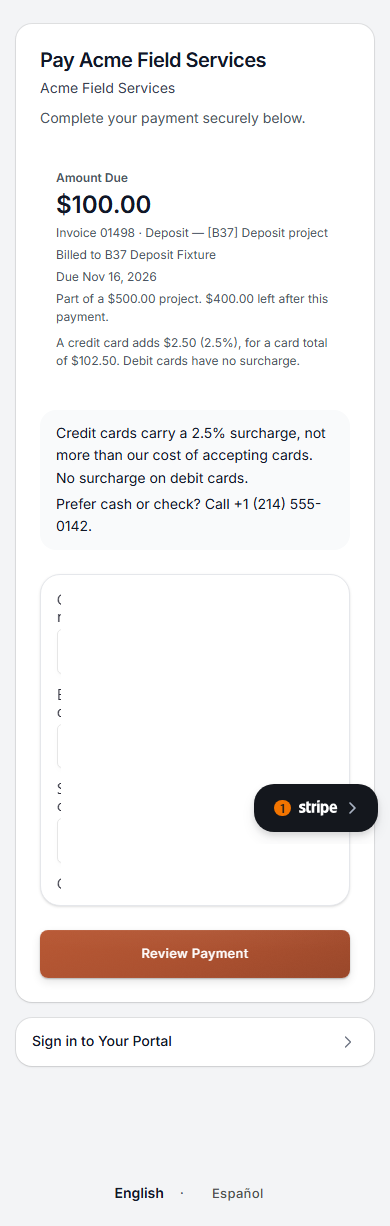 Pay Acme Field Services
Acme Field Services
Complete your payment securely below.
Amount Due
$100.00
Invoice 01498 · Deposit — [B37] Deposit project
Billed to B37 Deposit Fixture
Due Nov 16, 2026
Part of a $500.00 project. $400.00 left after this
payment.
A credit card adds $2.50 (2.5%), for a card total
of $102.50. Debit cards have no surcharge.
Credit cards carry a 2.5% surcharge, not
more than our cost of accepting cards.
No surcharge on debit cards.
Prefer cash or check? Call +1 (214) 555-
0142.
1 stripe
Review Payment
Sign in to Your Portal
English · Español